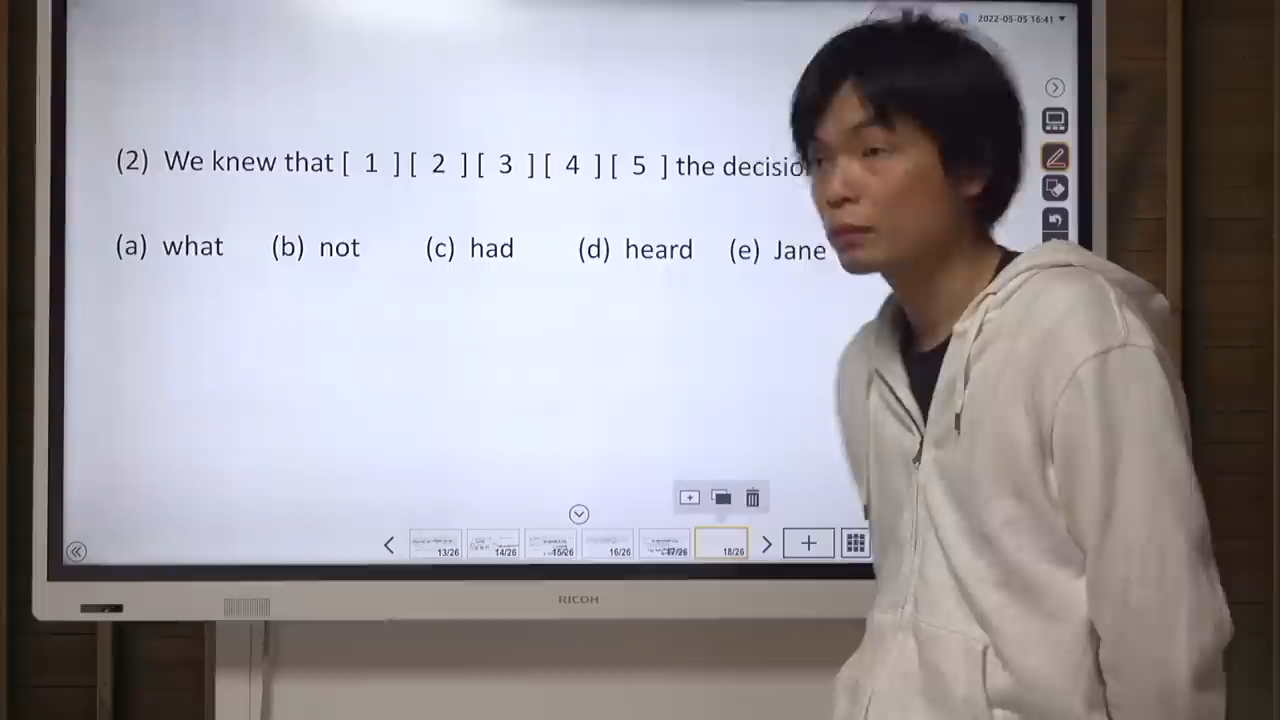 2022-05-05 16:41
(2) We knew that [ 1 ] [ 2 ] [ 3 ] [ 4 ] [ 5 ] the decisio
(a) what (b) not (c) had (d) heard (e) Jane
13/26 14/26 15/26 16/26 17/26 18/26
RICOH